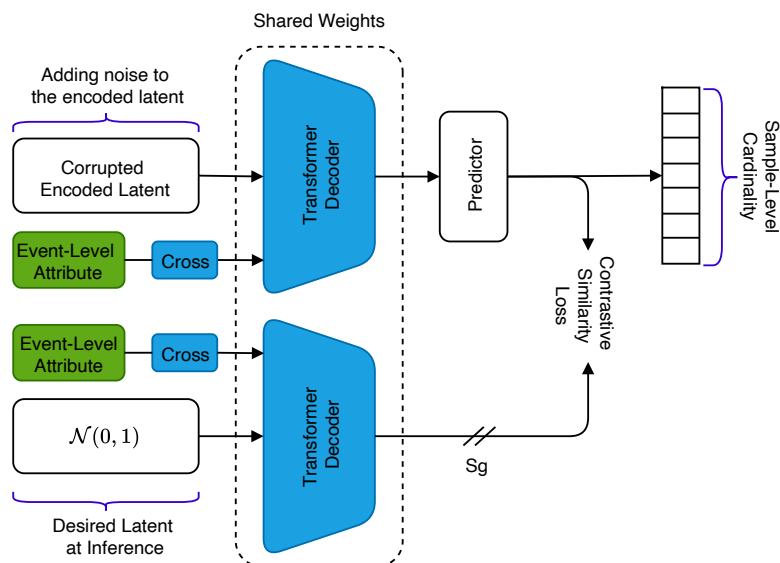 Shared Weights
Adding noise to
the encoded latent
Corrupted
Encoded Latent
Transformer
Decoder
Predictor
Sample-Level
Cardinality
Event-Level
Attribute
Cross
Contrastive
Similarity
Loss
Event-Level
Attribute
Cross
𝒩(0, 1)
Transformer
Decoder
Sg
Desired Latent
at Inference